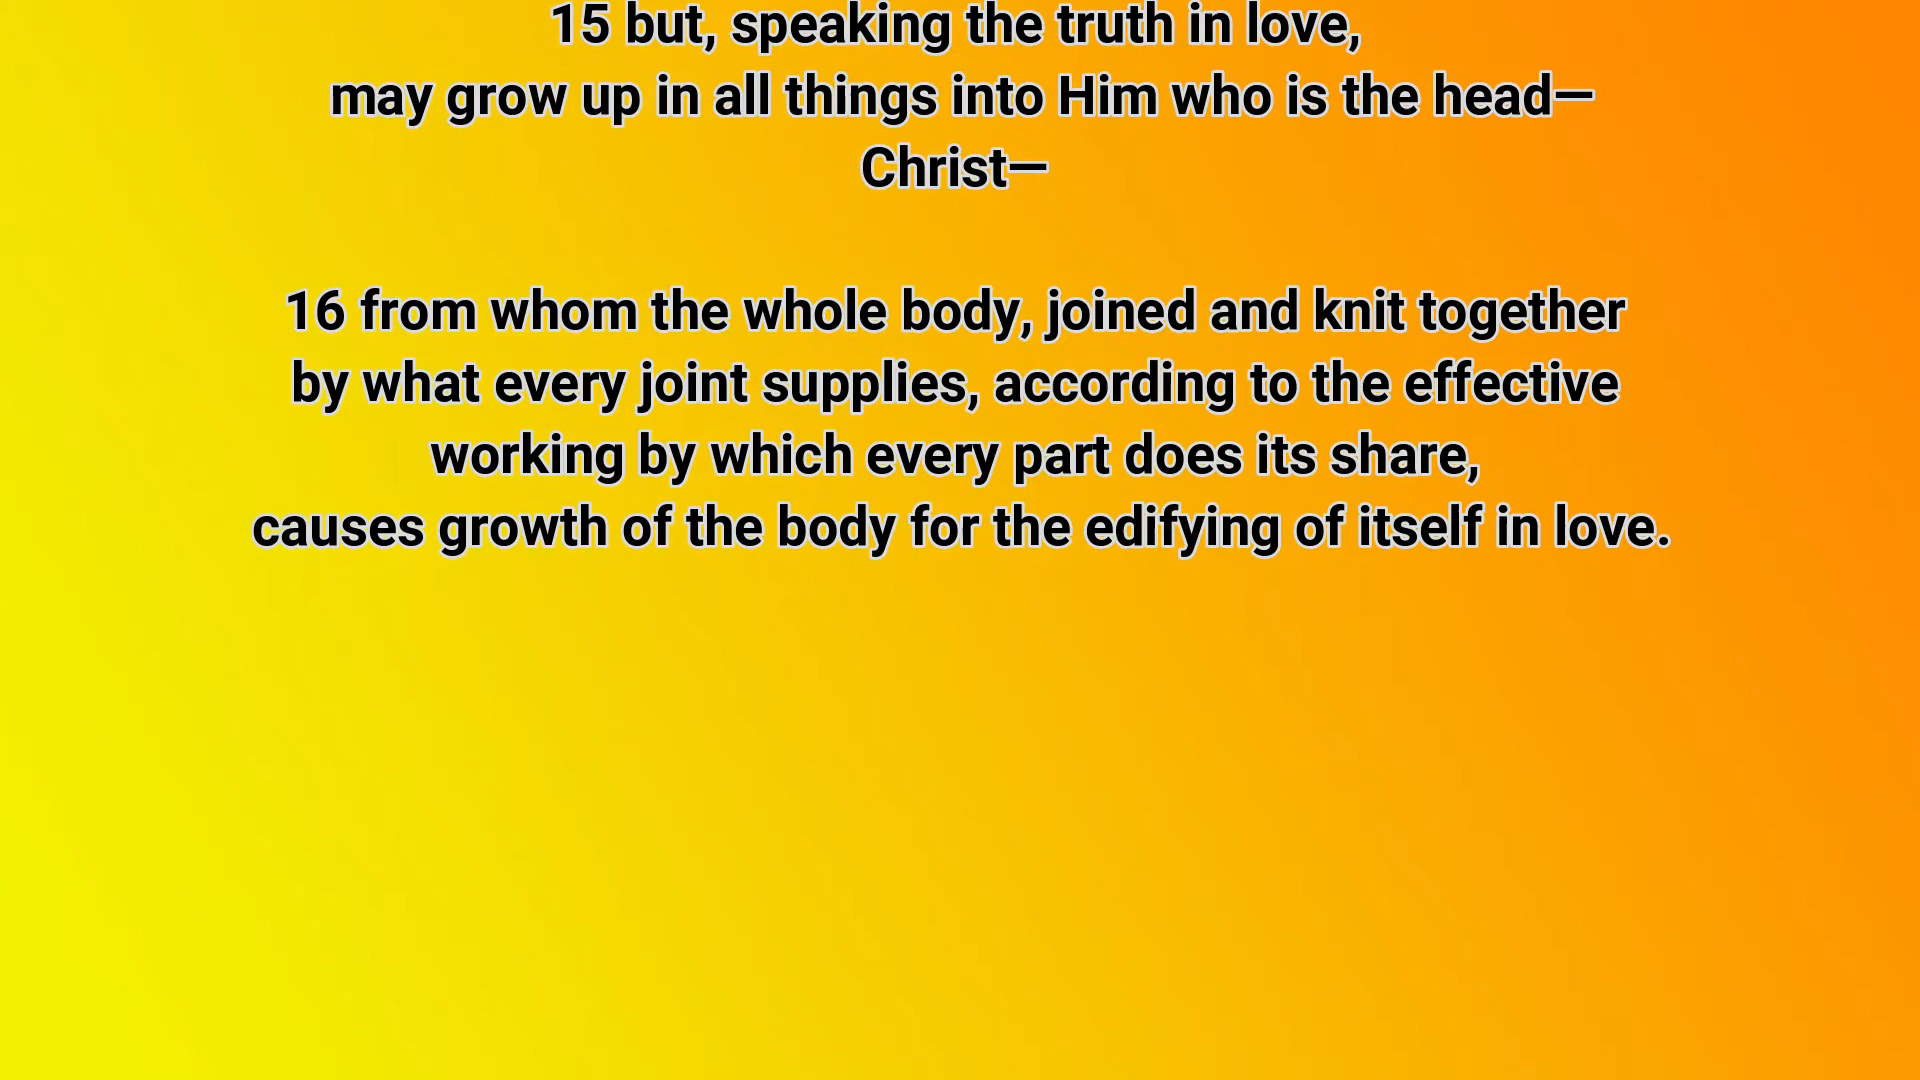 15 but, speaking the truth in love,
may grow up in all things into Him who is the head—
Christ—
16 from whom the whole body, joined and knit together
by what every joint supplies, according to the effective
working by which every part does its share,
causes growth of the body for the edifying of itself in love.